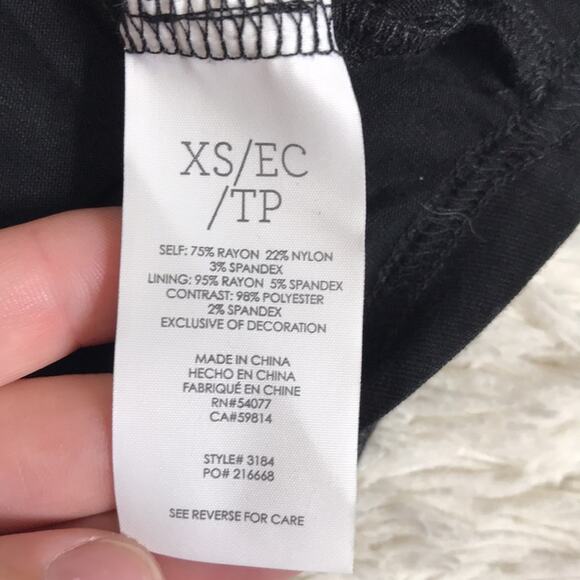 XS/EC
/TP
SELF: 75% RAYON 22% NYLON
3% SPANDEX
LINING: 95% RAYON 5% SPANDEX
CONTRAST: 98% POLYESTER
2% SPANDEX
EXCLUSIVE OF DECORATION
MADE IN CHINA
HECHO EN CHINA
FABRIQUÉ EN CHINE
RN#54077
CA#59814
STYLE# 3184
PO# 216668
SEE REVERSE FOR CARE